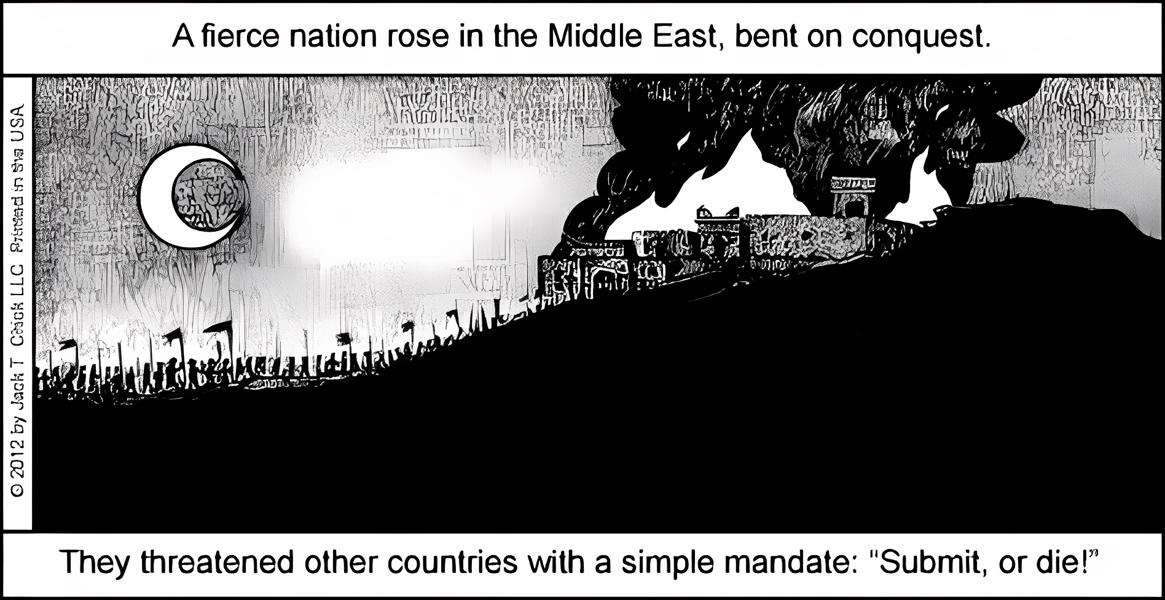 A fierce nation rose in the Middle East, bent on conquest.
© 2012 by Jack T Chick LLC Printed in the USA
They threatened other countries with a simple mandate: “Submit, or die!”